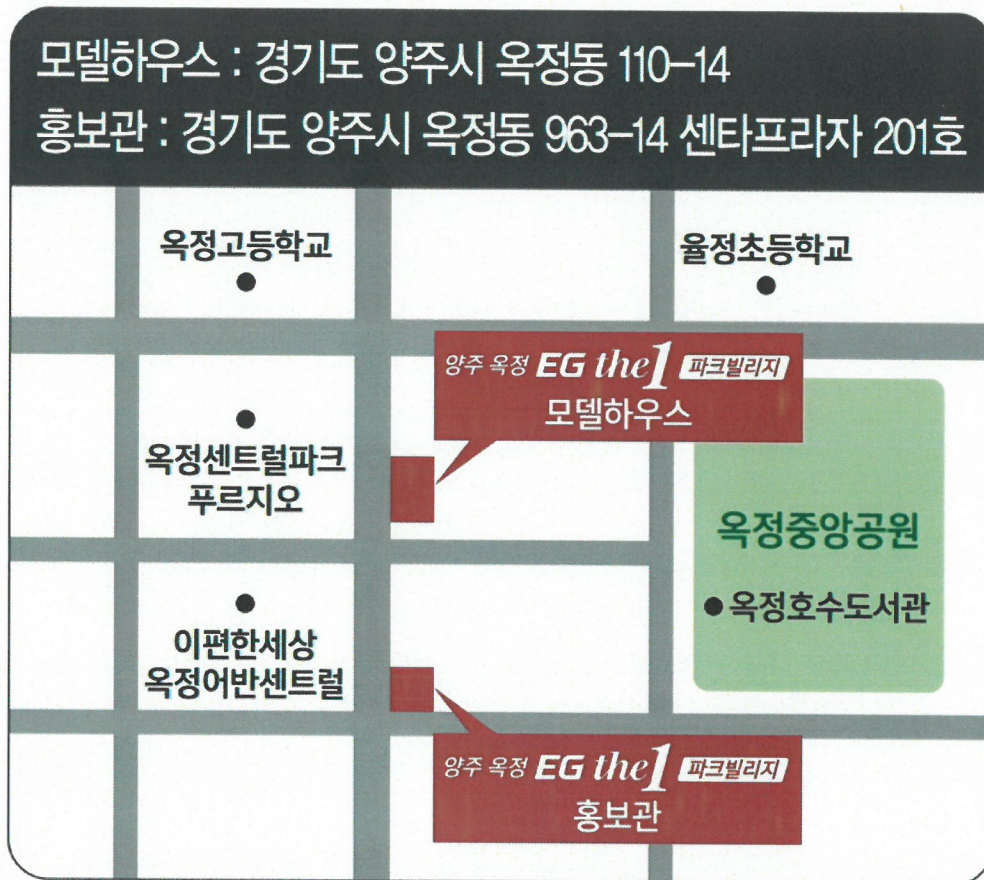 모델하우스 : 경기도 양주시 옥정동 110-14
홍보관 : 경기도 양주시 옥정동 963-14 센타프라자 201호
옥정고등학교
율정초등학교
양주 옥정 EG the1 파크빌리지
모델하우스
옥정센트럴파크
푸르지오
옥정중앙공원
옥정호수도서관
이편한세상
옥정어반센트럴
양주 옥정 EG the1 파크빌리지
홍보관